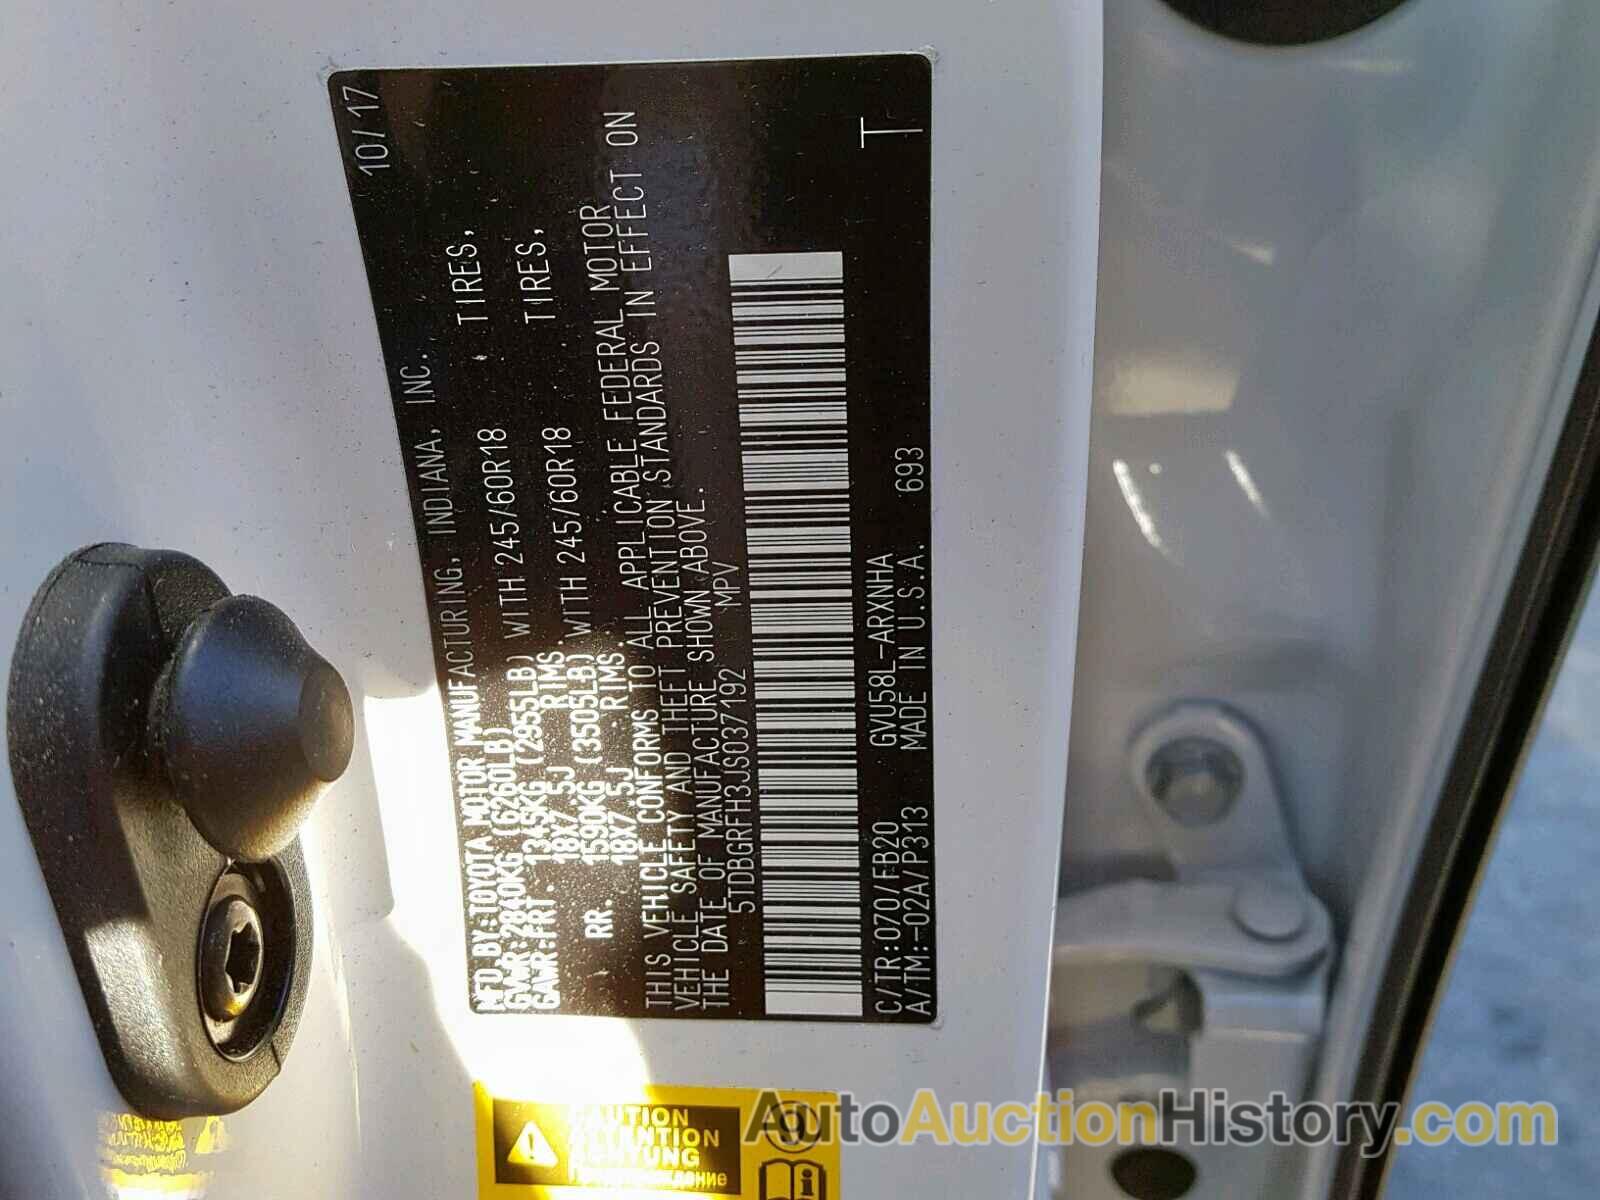 MFD.BY:TOYOTA MOTOR MANUFACTURING, INDIANA, INC. 10/17
GVWR:2840KG(6260LB)
GAWR:FRT. 1345KG(2955LB) WITH 245/60R18 TIRES,
18X7.5J RIMS.
RR. 1590KG(3505LB) WITH 245/60R18 TIRES,
18X7.5J RIMS.
THIS VEHICLE CONFORMS TO ALL APPLICABLE FEDERAL MOTOR
VEHICLE SAFETY AND THEFT PREVENTION STANDARDS IN EFFECT ON
THE DATE OF MANUFACTURE SHOWN ABOVE.
5TDBGRFH3JS037192 MPV
T
C/TR:070/FB20 GVU58L-ARXNHA
A/TM:-02A/P313 MADE IN U.S.A. 693
CAUTION
ATTENTION
ACHTUNG
AutoAuctionHistory.com